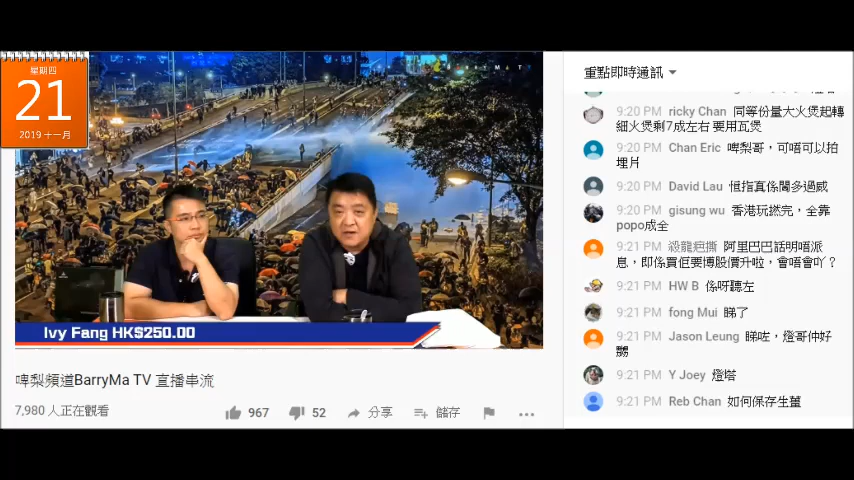 星期四
21
2019 十一月
BARRYMA TV
Ivy Fang HK$250.00
啤梨頻道BarryMa TV 直播串流
7,980 人正在觀看
967
52
分享
儲存
重點即時通訊
9:20 PM ricky Chan 同等份量大火煲起轉
細火煲剩7成左右 要用瓦煲
9:20 PM Chan Eric 啤梨哥，可唔可以拍
埋片
9:20 PM David Lau 恒指真係闊多過威
9:20 PM gisung wu 香港玩撚完，全靠
popo成全
9:21 PM 殺龍疤撕 阿里巴巴話明唔派
息，即係買佢要博股價升啦，會唔會吖？
9:21 PM HW B 係呀聽左
9:21 PM fong Mui 睇了
9:21 PM Jason Leung 睇咗，燈哥仲好
嬲
9:21 PM Y Joey 燈塔
9:21 PM Reb Chan 如何保存生薑